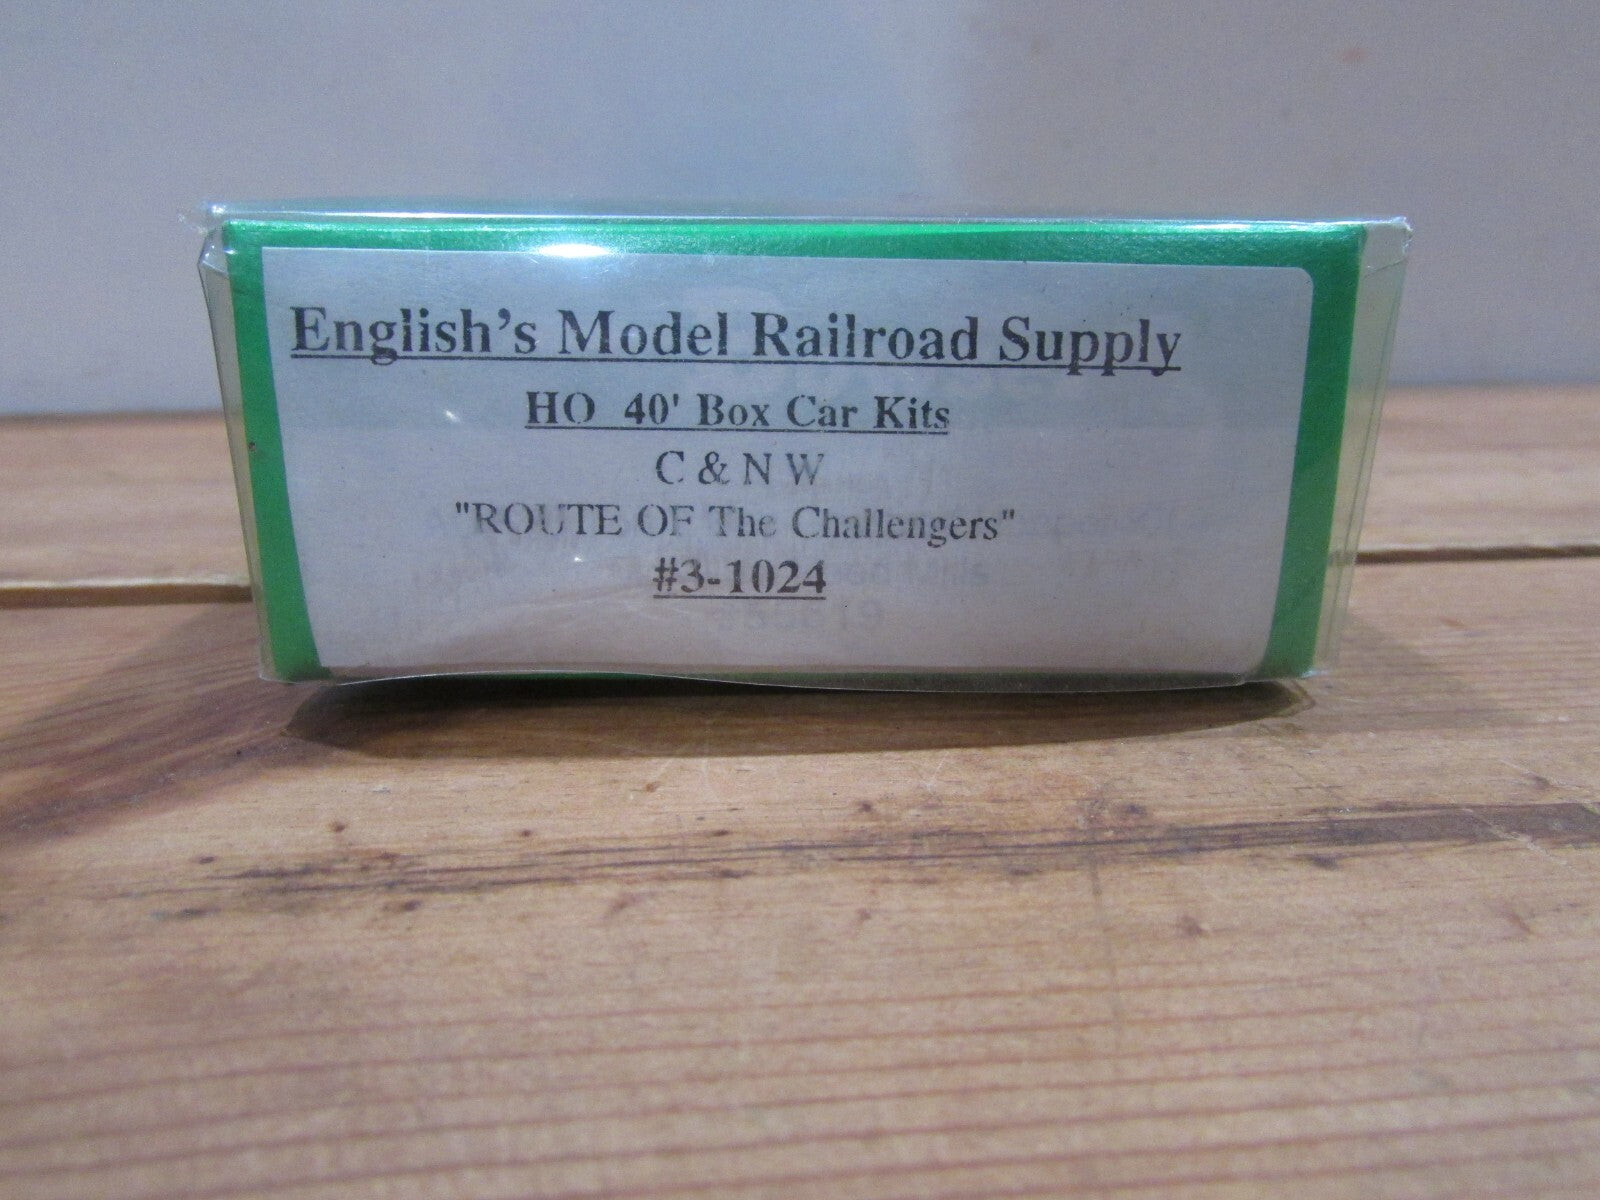 English's Model Railroad Supply
HO 40' Box Car Kits
C & N W
"ROUTE OF The Challengers"
#3-1024